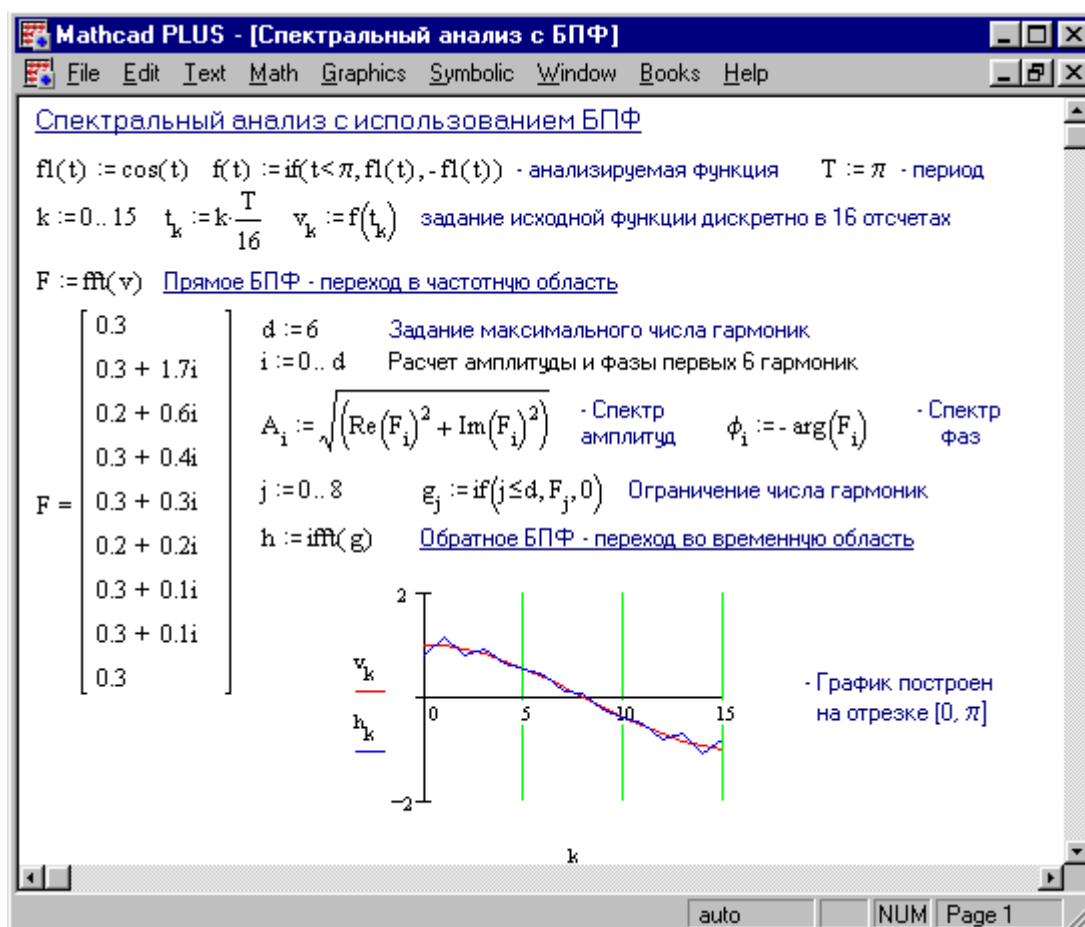 Mathcad PLUS - [Спектральный анализ с БПФ]
File Edit Text Math Graphics Symbolic Window Books Help
Спектральный анализ с использованием БПФ
f1(t) := cos(t) f(t) := if(t< π, f1(t), - f1(t)) - анализируемая функция T := π - период
k := 0.. 15 t_k := k·T/16 v_k := f(t_k) задание исходной функции дискретно в 16 отсчетах
F := fft(v) Прямое БПФ - переход в частотную область
d := 6 Задание максимального числа гармоник
i := 0.. d Расчет амплитуды и фазы первых 6 гармоник
A_i := √((Re(F_i)^2 + Im(F_i)^2)) - Спектр амплитуд ϕ_i := - arg(F_i) - Спектр фаз
j := 0.. 8 g_j := if(j≤d, F_j, 0) Ограничение числа гармоник
h := ifft(g) Обратное БПФ - переход во временную область
F =
0.3
0.3 + 1.7i
0.2 + 0.6i
0.3 + 0.4i
0.3 + 0.3i
0.2 + 0.2i
0.3 + 0.1i
0.3 + 0.1i
0.3
2
v_k
h_k
0 5 10 15
-2
k
- График построен
на отрезке [0, π]
auto NUM Page 1